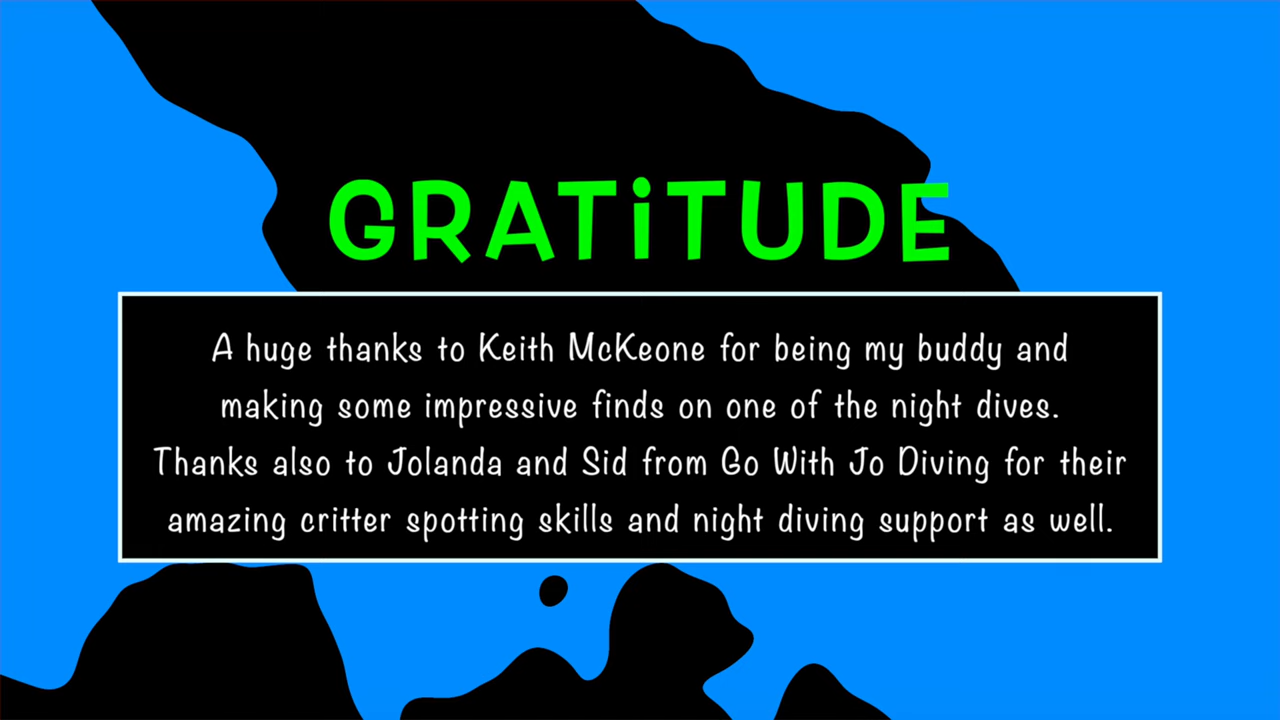 GRATiTUDE
A huge thanks to Keith McKeone for being my buddy and
making some impressive finds on one of the night dives.
Thanks also to Jolanda and Sid from Go With Jo Diving for their
amazing critter spotting skills and night diving support as well.